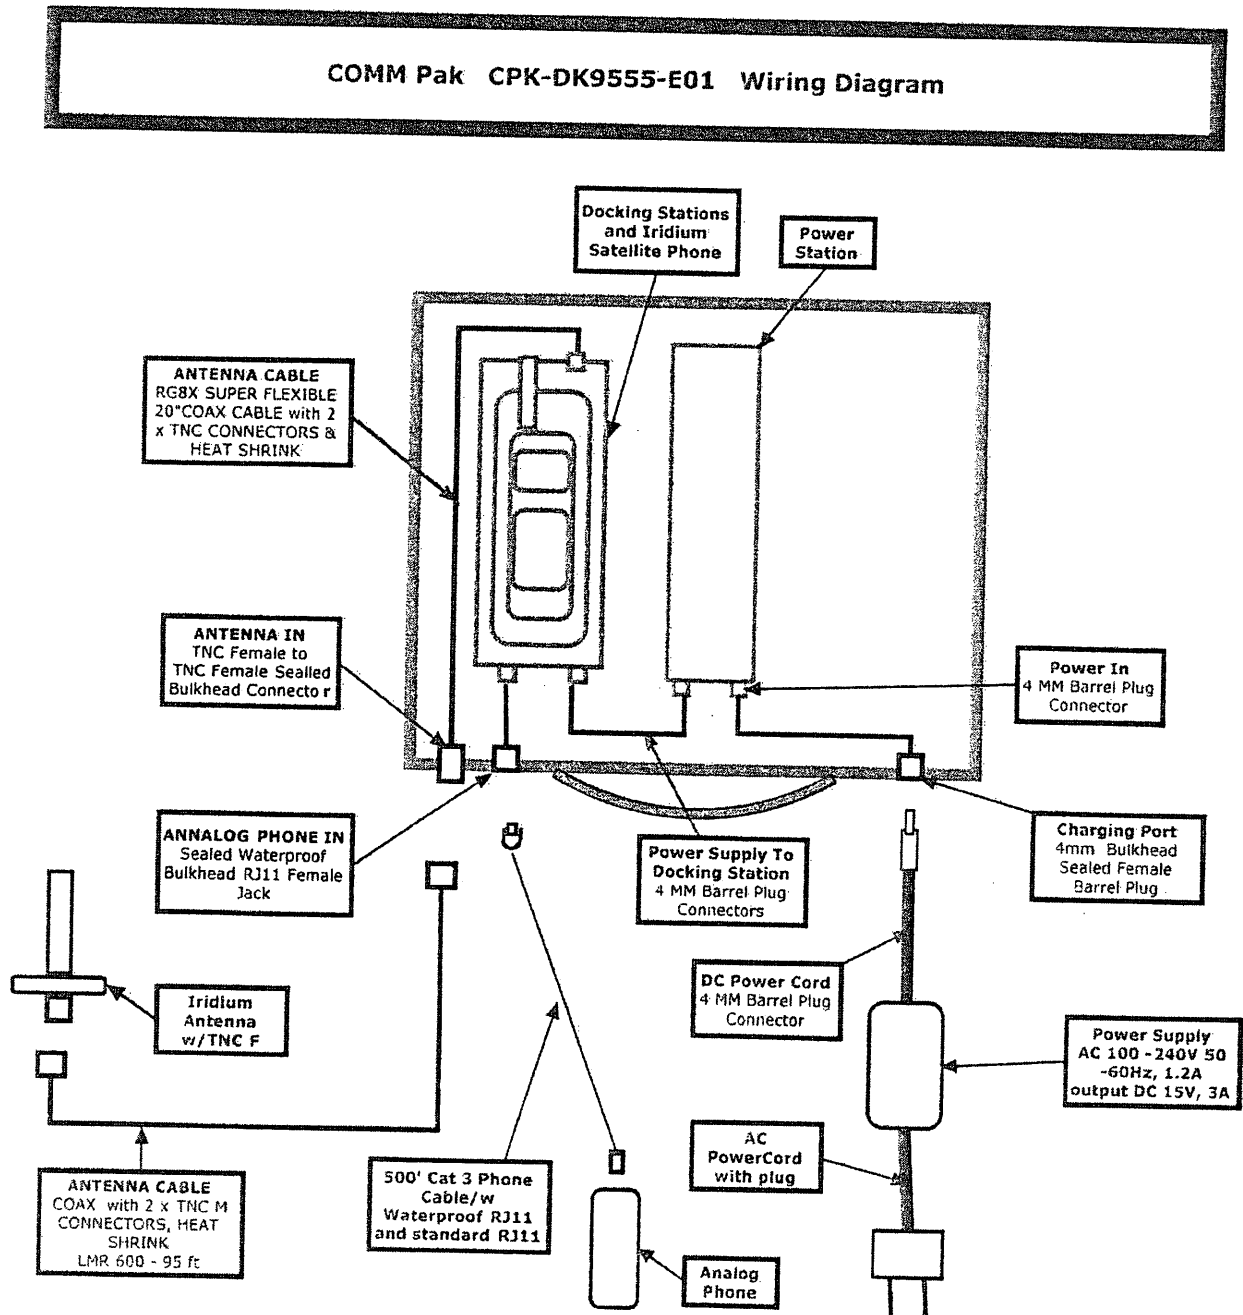 COMM Pak CPK-DK9555-E01 Wiring Diagram
Docking Stations
and Iridium
Satellite Phone
Power
Station
ANTENNA CABLE
RG8X SUPER FLEXIBLE
20"COAX CABLE with 2
x TNC CONNECTORS &
HEAT SHRINK
ANTENNA IN
TNC Female to
TNC Female Sealled
Bulkhead Connector
Power In
4 MM Barrel Plug
Connector
ANNALOG PHONE IN
Sealed Waterproof
Bulkhead RJ11 Female
Jack
Power Supply To
Docking Station
4 MM Barrel Plug
Connectors
Charging Port
4mm Bulkhead
Sealed Female
Barrel Plug
Iridium
Antenna
w/TNC F
DC Power Cord
4 MM Barrel Plug
Connector
Power Supply
AC 100 -240V 50
-60Hz, 1.2A
output DC 15V, 3A
ANTENNA CABLE
COAX with 2 x TNC M
CONNECTORS, HEAT
SHRINK
LMR 600 - 95 ft
500' Cat 3 Phone
Cable/w
Waterproof RJ11
and standard RJ11
AC
PowerCord
with plug
Analog
Phone